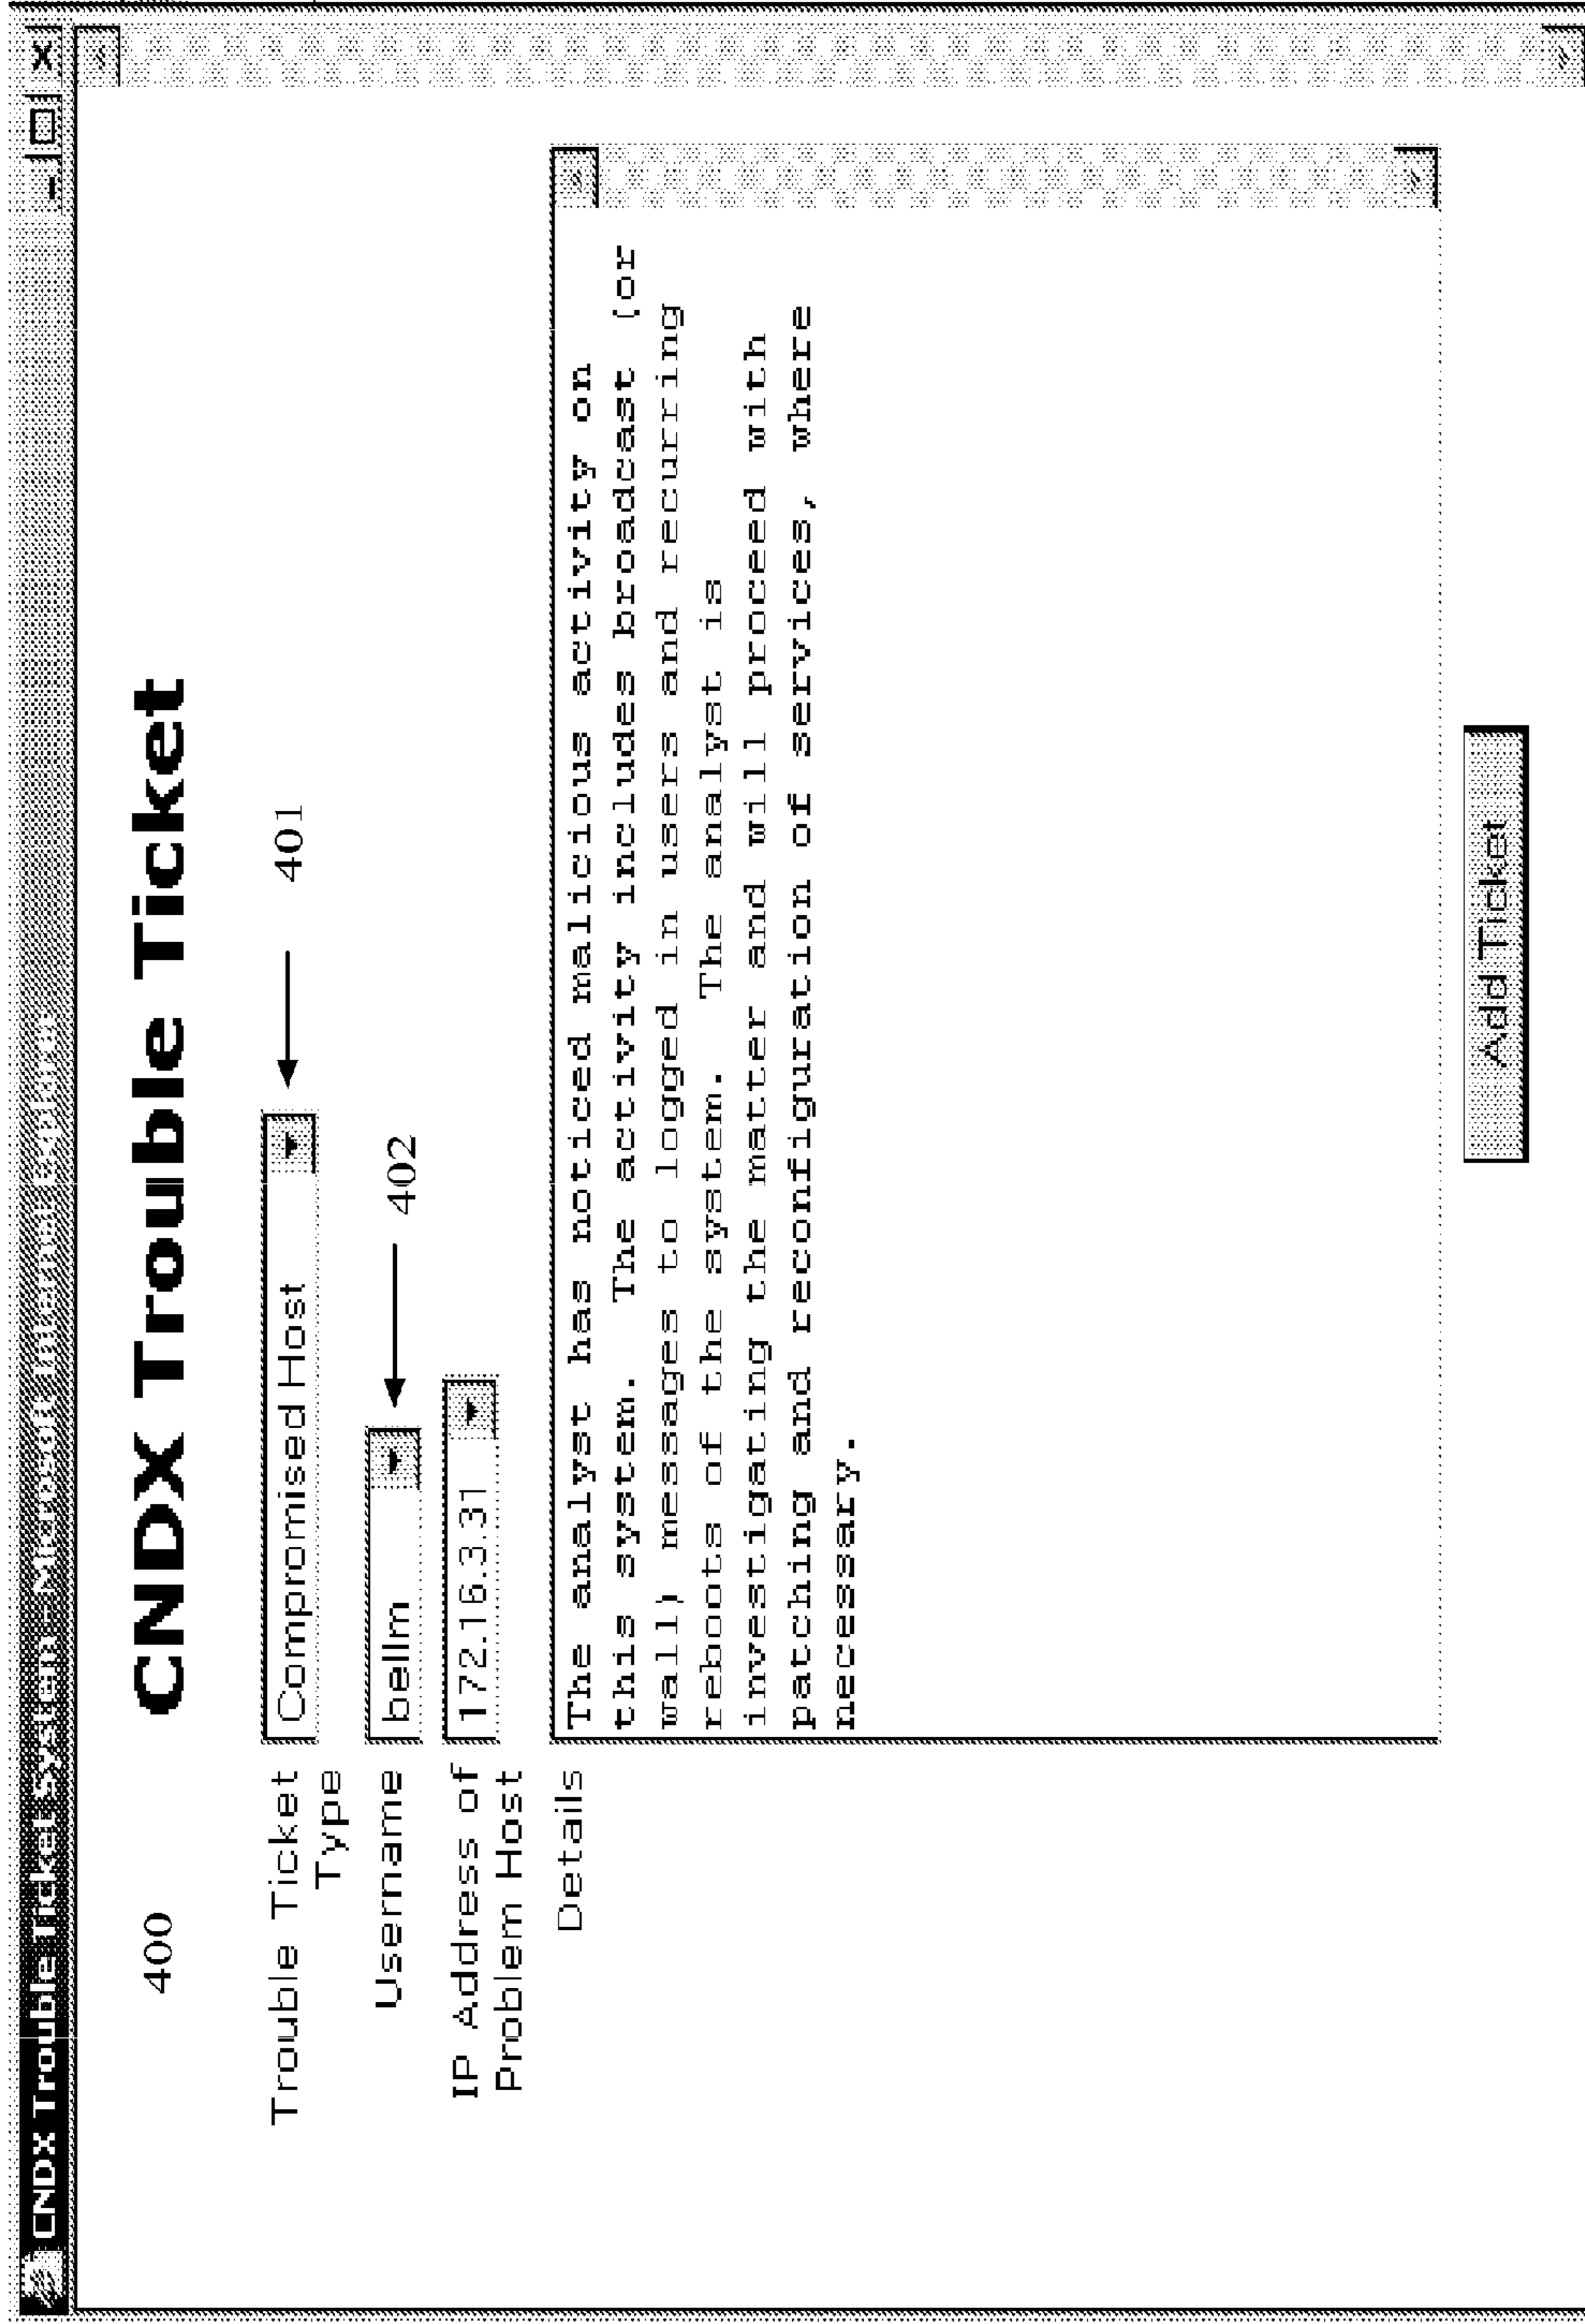 CNDX Trouble Ticket System - Microsoft Internet Explorer
400
CNDX Trouble Ticket
Trouble Ticket
Type
Compromised Host
401
Username
bellm
402
IP Address of
Problem Host
172.16.3.31
Details
The analyst has noticed malicious activity on
this system.  The activity includes broadcast (or
wall) messages to logged in users and recurring
reboots of the system.  The analyst is
investigating the matter and will proceed with
patching and reconfiguration of services, where
necessary.
Add Ticket